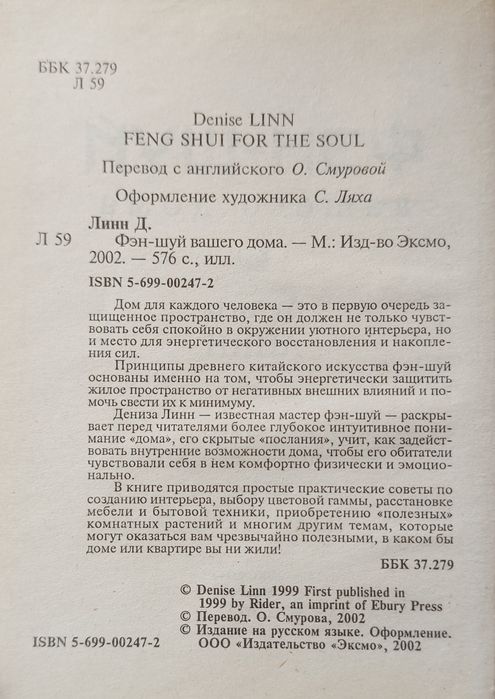 ББК 37.279
Л 59
Denise LINN
FENG SHUI FOR THE SOUL
Перевод с английского О. Смуровой
Оформление художника С. Ляха
Линн Д.
Л 59 Фэн-шуй вашего дома. — М.: Изд-во Эксмо,
2002. — 576 с., илл.
ISBN 5-699-00247-2
Дом для каждого человека — это в первую очередь за-
щищенное пространство, где он должен не только чувст-
вовать себя спокойно в окружении уютного интерьера, но
и место для энергетического восстановления и накопле-
ния сил.
Принципы древнего китайского искусства фэн-шуй
основаны именно на том, чтобы энергетически защитить
жилое пространство от негативных внешних влияний и по-
мочь свести их к минимуму.
Дениза Линн — известная мастер фэн-шуй — раскры-
вает перед читателями более глубокое интуитивное пони-
мание «дома», его скрытые «послания», учит, как задейст-
вовать внутренние возможности дома, чтобы его обитатели
чувствовали себя в нем комфортно физически и эмоцио-
нально.
В книге приводятся простые практические советы по
созданию интерьера, выбору цветовой гаммы, расстановке
мебели и бытовой техники, приобретению «полезных»
комнатных растений и многим другим темам, которые
могут оказаться вам чрезвычайно полезными, в каком бы
доме или квартире вы ни жили!
ББК 37.279
© Denise Linn 1999 First published in
1999 by Rider, an imprint of Ebury Press
© Перевод. О. Смурова, 2002
© Издание на русском языке. Оформление.
ISBN 5-699-00247-2 ООО «Издательство «Эксмо», 2002